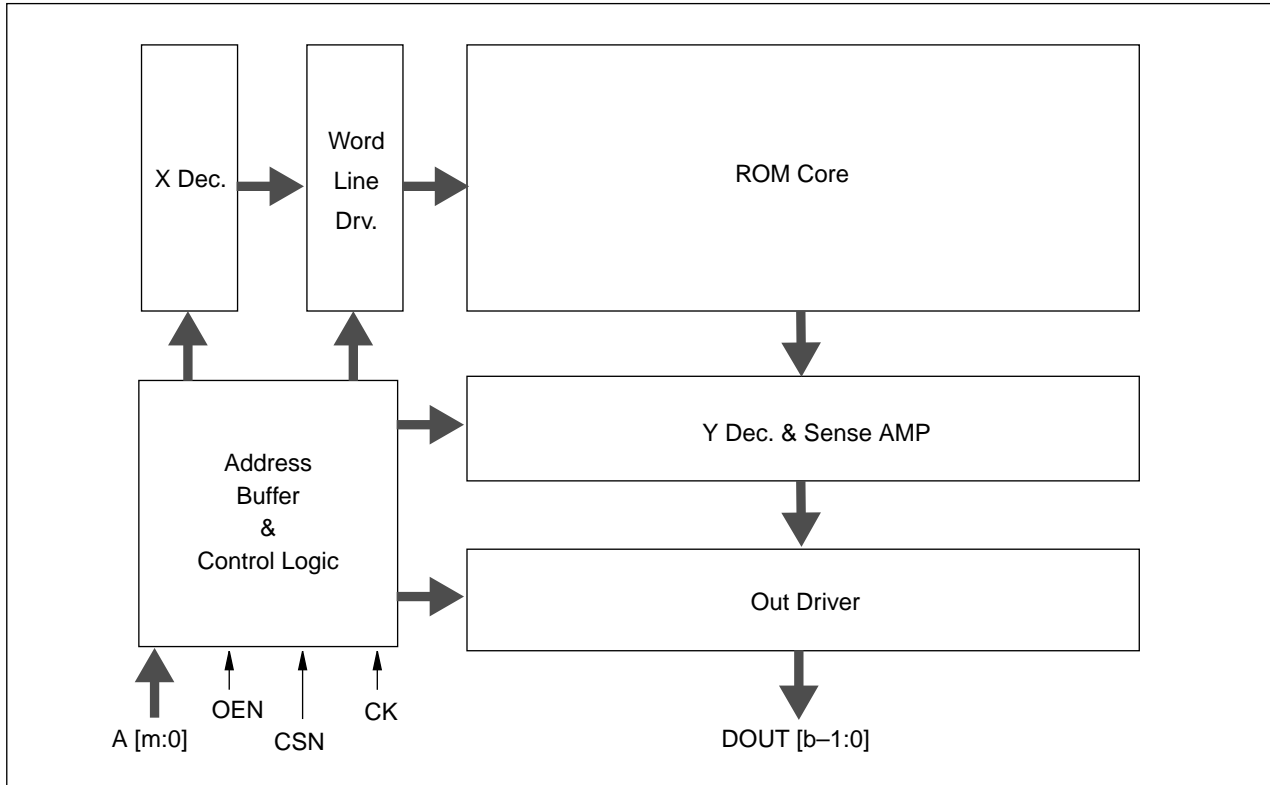 X Dec.
Word
Line
Drv.
ROM Core
Address
Buffer
&
Control Logic
Y Dec. & Sense AMP
Out Driver
A [m:0]
OEN
CSN
CK
DOUT [b–1:0]